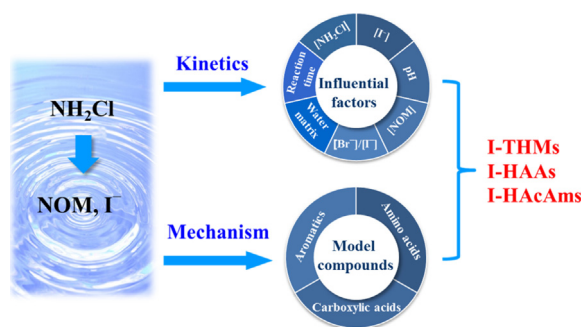 NH₂Cl
NOM, I⁻
Kinetics
Mechanism
[NH₂Cl]
[I⁻]
pH
[NOM]
[Br⁻]/[I⁻]
Water
matrix
Reaction
time
Influential
factors
Aromatics
Amino acids
Carboxylic acids
Model
compounds
I-THMs
I-HAAs
I-HAcAms